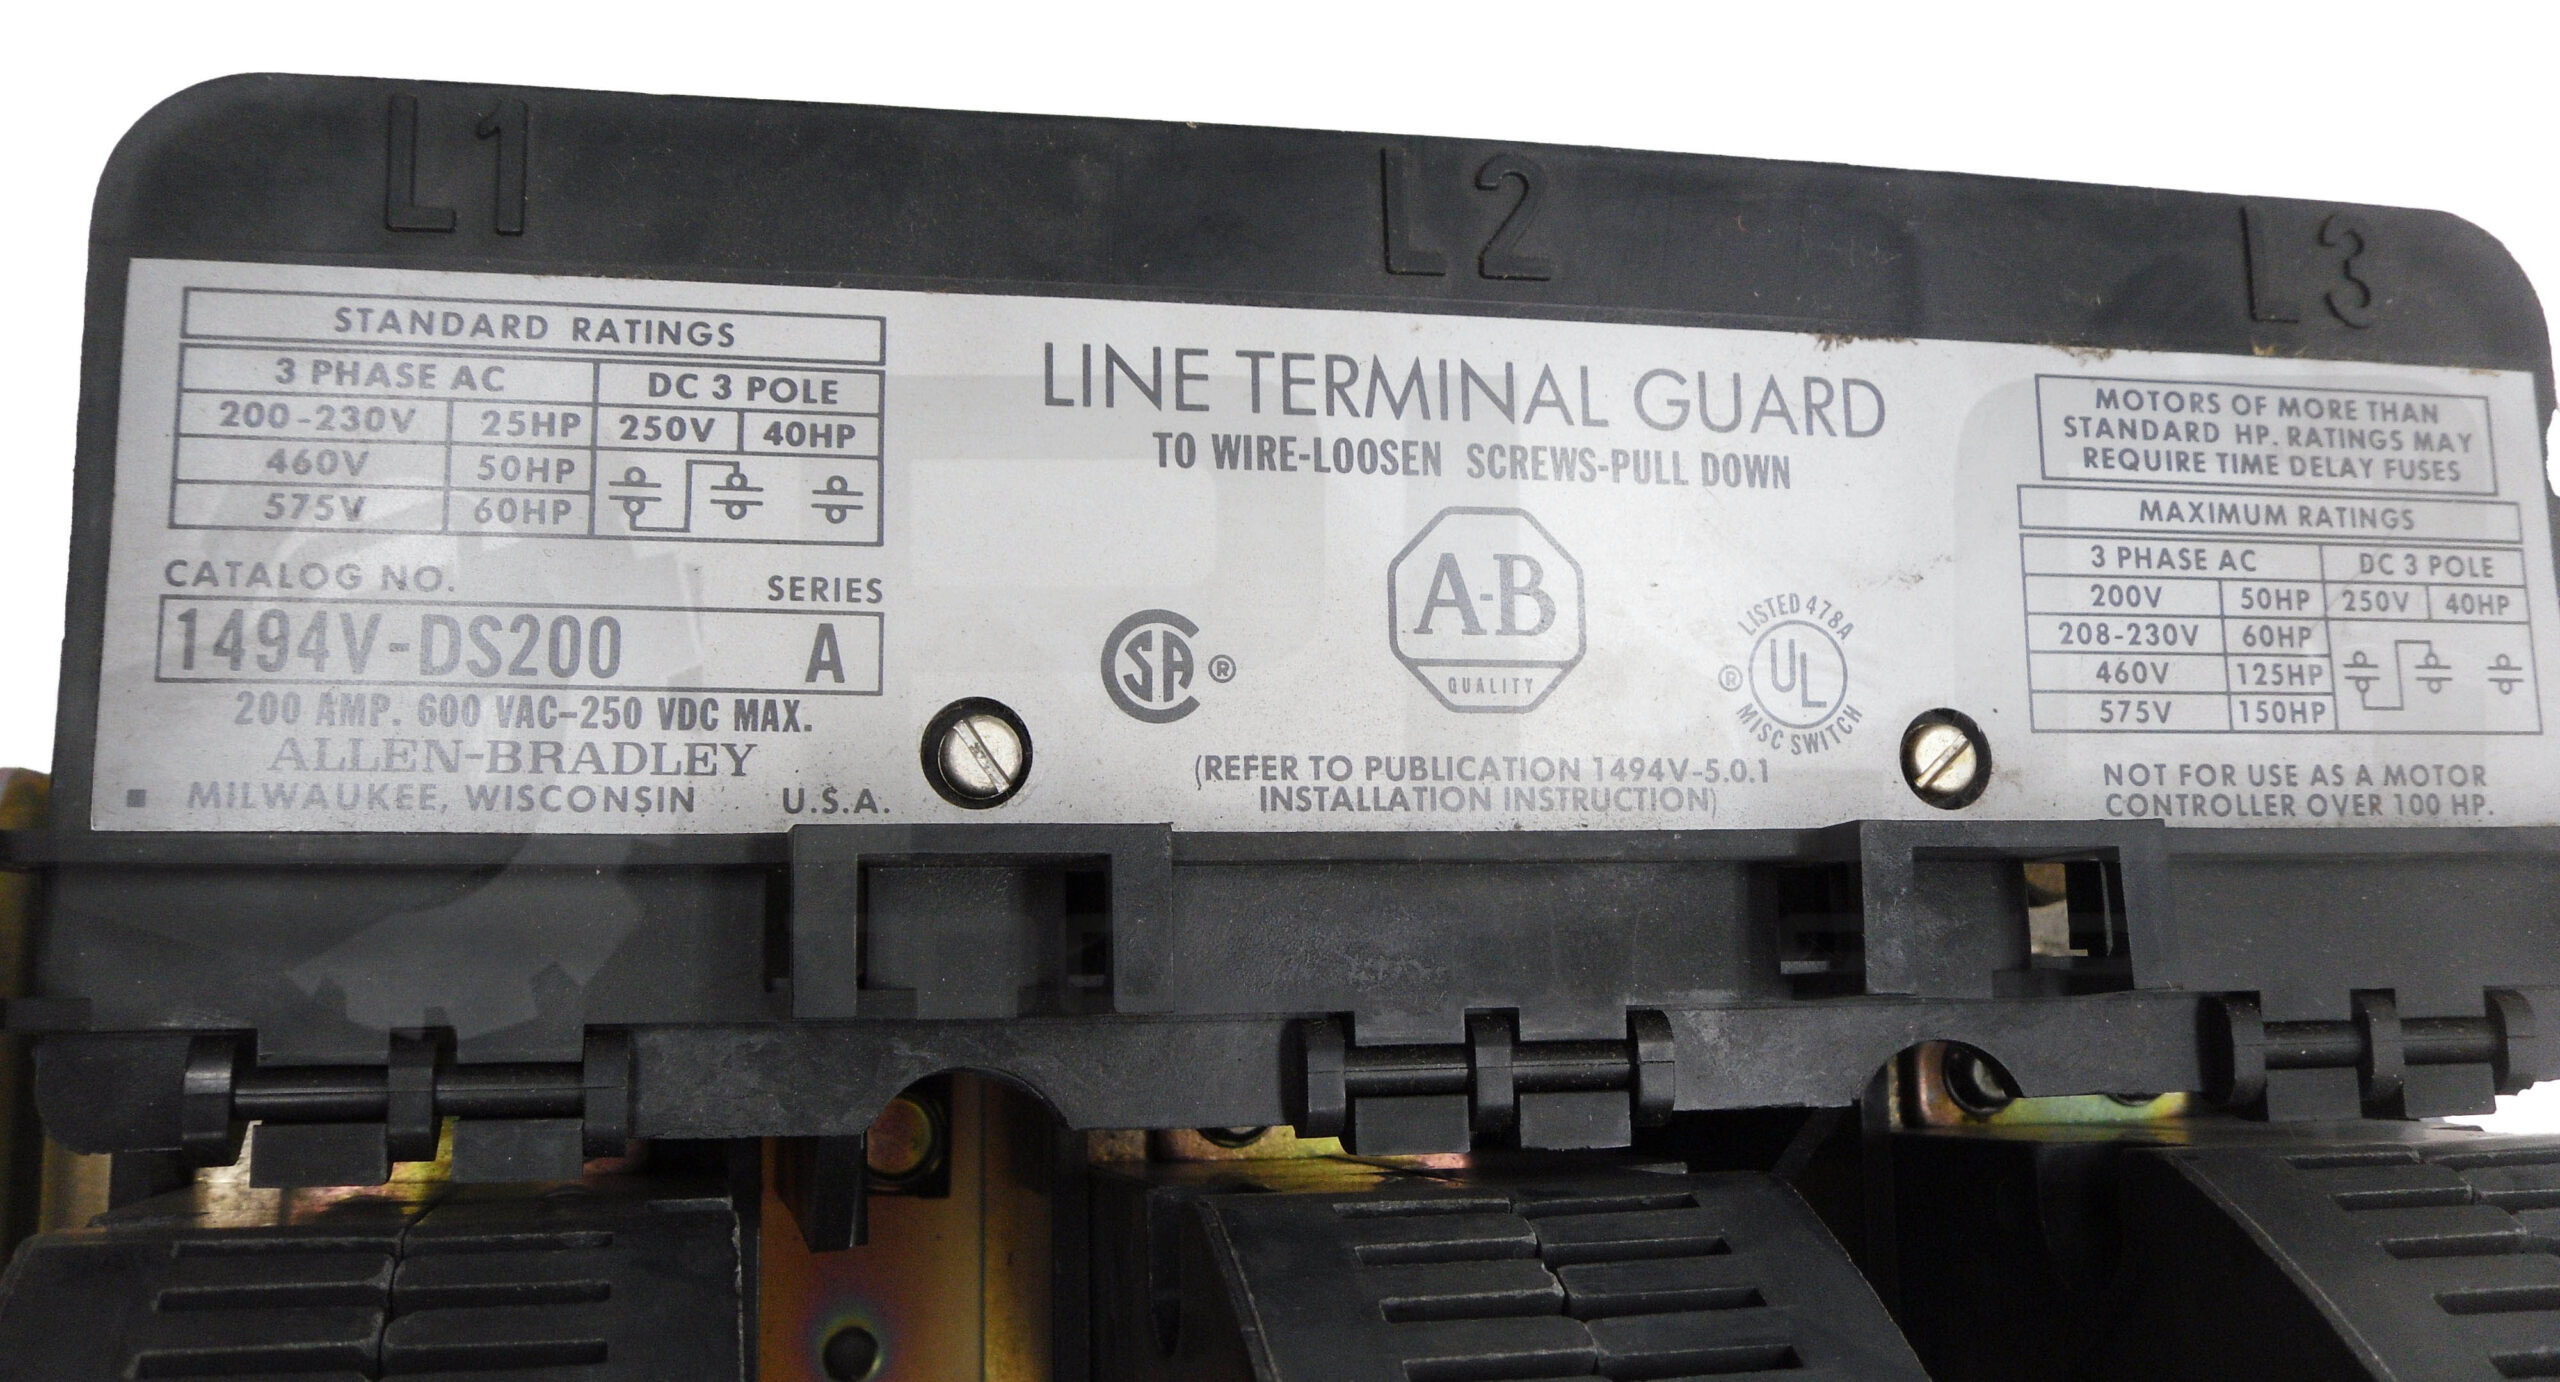 L1 L2 L3
STANDARD RATINGS
3 PHASE AC DC 3 POLE
200-230V 25HP 250V 40HP
460V 50HP
575V 60HP
CATALOG NO. SERIES
1494V-DS200 A
200 AMP. 600 VAC-250 VDC MAX.
ALLEN-BRADLEY
MILWAUKEE, WISCONSIN U.S.A.
LINE TERMINAL GUARD
TO WIRE-LOOSEN SCREWS-PULL DOWN
A-B
QUALITY
SA ®
LISTED 478A
® UL
MISC SWITCH
(REFER TO PUBLICATION 1494V-5.0.1
INSTALLATION INSTRUCTION)
MOTORS OF MORE THAN
STANDARD HP. RATINGS MAY
REQUIRE TIME DELAY FUSES
MAXIMUM RATINGS
3 PHASE AC DC 3 POLE
200V 50HP 250V 40HP
208-230V 60HP
460V 125HP
575V 150HP
NOT FOR USE AS A MOTOR
CONTROLLER OVER 100 HP.